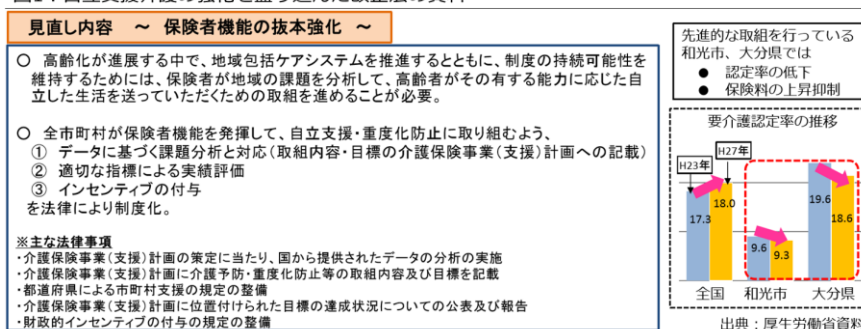 見直し内容 ～ 保険者機能の抜本強化 ～
○ 高齢化が進展する中で、地域包括ケアシステムを推進するとともに、制度の持続可能性を
維持するためには、保険者が地域の課題を分析して、高齢者がその有する能力に応じた自
立した生活を送っていただくための取組を進めることが必要。
○ 全市町村が保険者機能を発揮して、自立支援・重度化防止に取り組むよう、
① データに基づく課題分析と対応(取組内容・目標の介護保険事業(支援)計画への記載)
② 適切な指標による実績評価
③ インセンティブの付与
を法律により制度化。
※主な法律事項
・介護保険事業(支援)計画の策定に当たり、国から提供されたデータの分析の実施
・介護保険事業(支援)計画に介護予防・重度化防止等の取組内容及び目標を記載
・都道府県による市町村支援の規定の整備
・介護保険事業(支援)計画に位置付けられた目標の達成状況についての公表及び報告
・財政的インセンティブの付与の規定の整備
先進的な取組を行っている
和光市、大分県では
● 認定率の低下
● 保険料の上昇抑制
要介護認定率の推移
H23年 H27年
17.3 18.0 9.6 9.3 19.6 18.6
全国 和光市 大分県
出典：厚生労働省資料